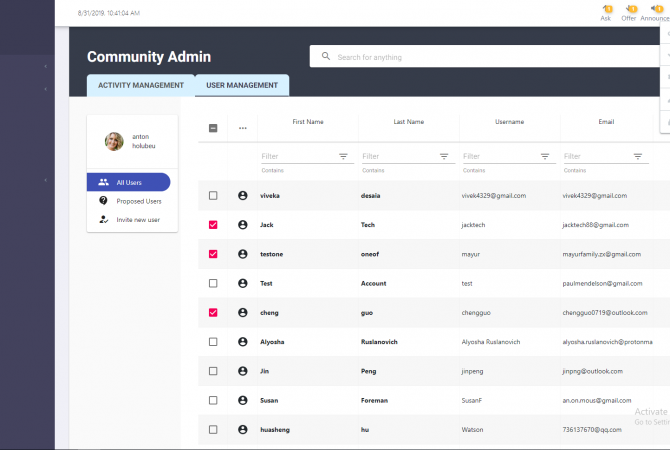 8/31/2019, 10:41:04 AM
Ask Offer Announce
Community Admin
Search for anything
ACTIVITY MANAGEMENT USER MANAGEMENT
anton
holubeu
All Users
Proposed Users
Invite new user
First Name Last Name Username Email
Filter Filter Filter Filter
Contains Contains Contains Contains
viveka desaia vivek4329@gmail.com vivek4329@gmail.com
Jack Tech jacktech jacktech88@gmail.com
testone oneof mayur mayurfamily.zx@gmail.com
Test Account test paulmendelson@gmail.com
cheng guo chengguo chengguo0719@outlook.com
Alyosha Ruslanovich Alyosha Ruslanovich alyosha.ruslanovich@protonma
Jin Peng jinpeng jinpng@outlook.com
Susan Foreman SusanF an.on.mous@gmail.com
huasheng hu Watson 736137670@qq.com
Activate
Go to Settin